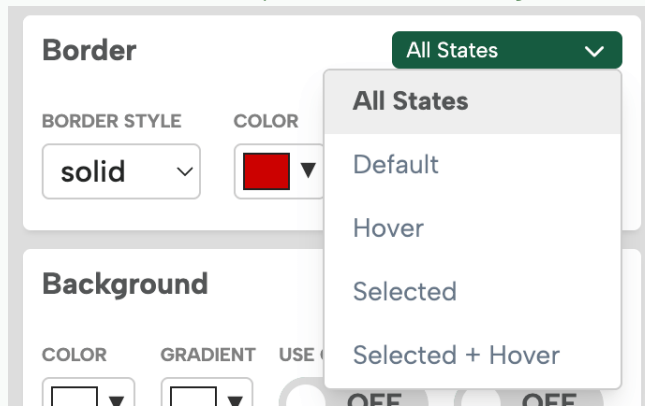 Border
All States
BORDER STYLE
COLOR
solid
All States
Default
Hover
Selected
Selected + Hover
Background
COLOR
GRADIENT
USE
OFF
OFF